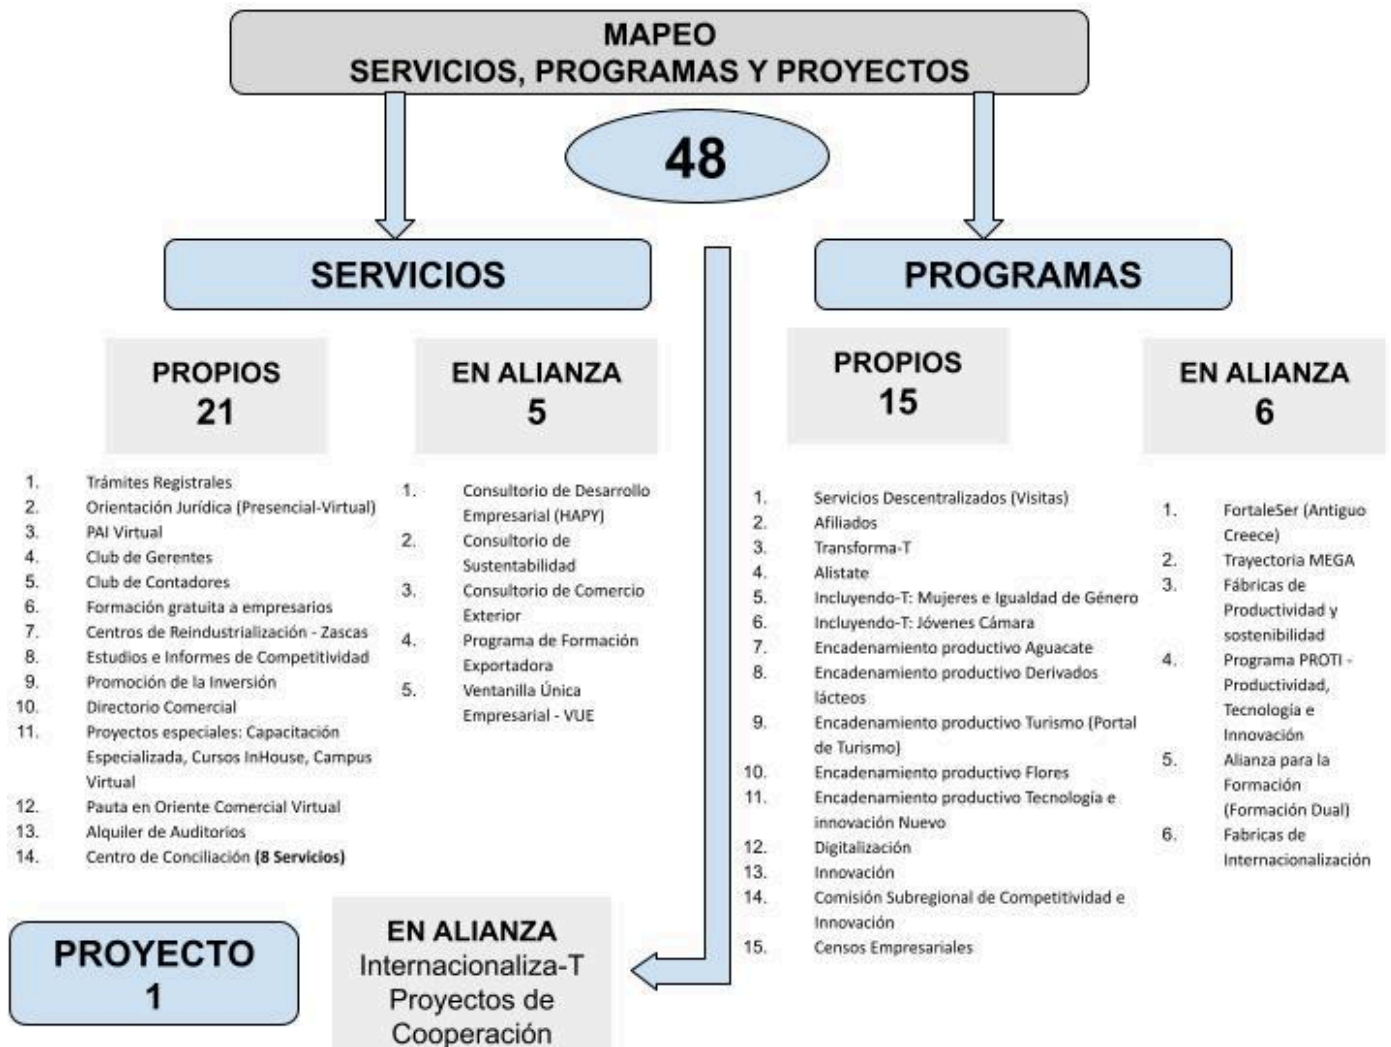 MAPEO
SERVICIOS, PROGRAMAS Y PROYECTOS
48
SERVICIOS
PROPIOS
21
1. Trámites Registrales
2. Orientación Jurídica (Presencial-Virtual)
3. PAI Virtual
4. Club de Gerentes
5. Club de Contadores
6. Formación gratuita a empresarios
7. Centros de Reindustrialización - Zascas
8. Estudios e Informes de Competitividad
9. Promoción de la Inversión
10. Directorio Comercial
11. Proyectos especiales: Capacitación
Especializada, Cursos InHouse, Campus
Virtual
12. Pauta en Oriente Comercial Virtual
13. Alquiler de Auditorios
14. Centro de Conciliación (8 Servicios)
EN ALIANZA
5
1. Consultorio de Desarrollo
Empresarial (HAPY)
2. Consultorio de
Sustentabilidad
3. Consultorio de Comercio
Exterior
4. Programa de Formación
Exportadora
5. Ventanilla Única
Empresarial - VUE
PROGRAMAS
PROPIOS
15
1. Servicios Descentralizados (Visitas)
2. Afiliados
3. Transforma-T
4. Alistate
5. Incluyendo-T: Mujeres e Igualdad de Género
6. Incluyendo-T: Jóvenes Cámara
7. Encadenamiento productivo Aguacate
8. Encadenamiento productivo Derivados
lácteos
9. Encadenamiento productivo Turismo (Portal
de Turismo)
10. Encadenamiento productivo Flores
11. Encadenamiento productivo Tecnología e
innovación Nuevo
12. Digitalización
13. Innovación
14. Comisión Subregional de Competitividad e
Innovación
15. Censos Empresariales
EN ALIANZA
6
1. FortaleSer (Antiguo
Creece)
2. Trayectoria MEGA
3. Fábricas de
Productividad y
sostenibilidad
4. Programa PROTI -
Productividad,
Tecnología e
Innovación
5. Alianza para la
Formación
(Formación Dual)
6. Fabricas de
Internacionalización
PROYECTO
1
EN ALIANZA
Internacionaliza-T
Proyectos de
Cooperación